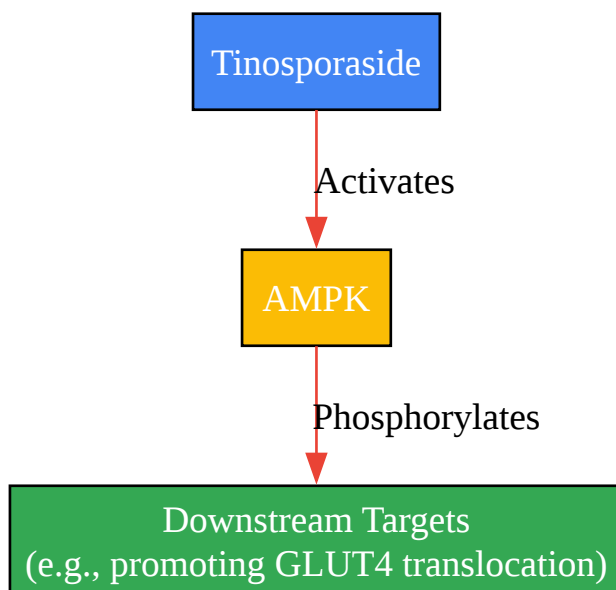 Tinosporaside
Activates
AMPK
Phosphorylates
Downstream Targets
(e.g., promoting GLUT4 translocation)